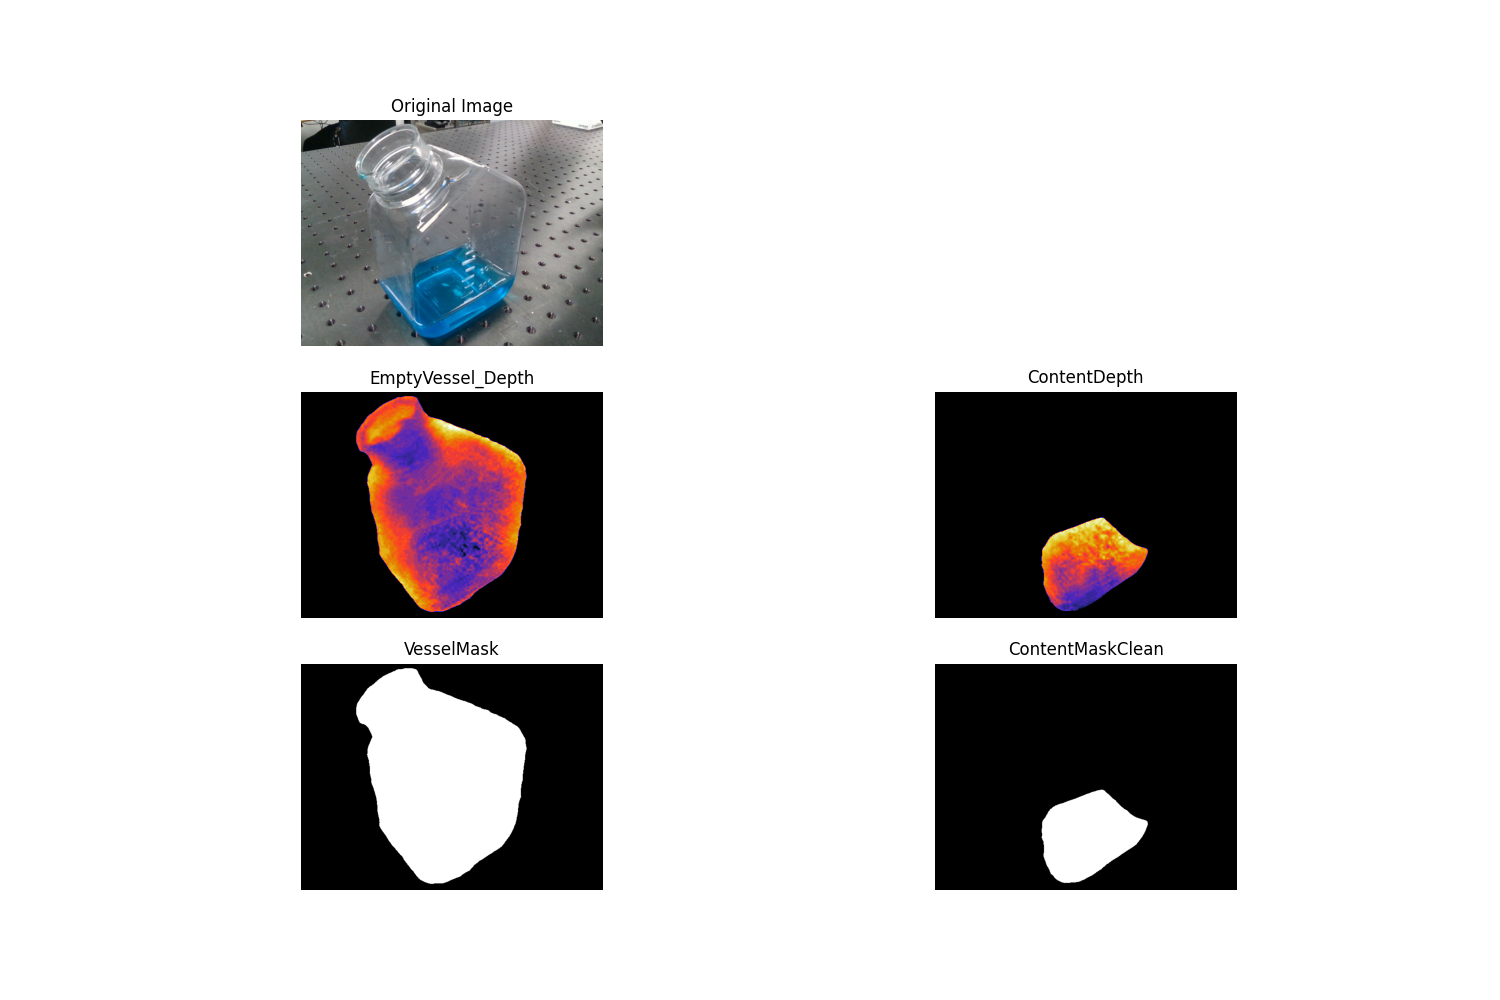 Original Image
EmptyVessel_Depth
ContentDepth
VesselMask
ContentMaskClean